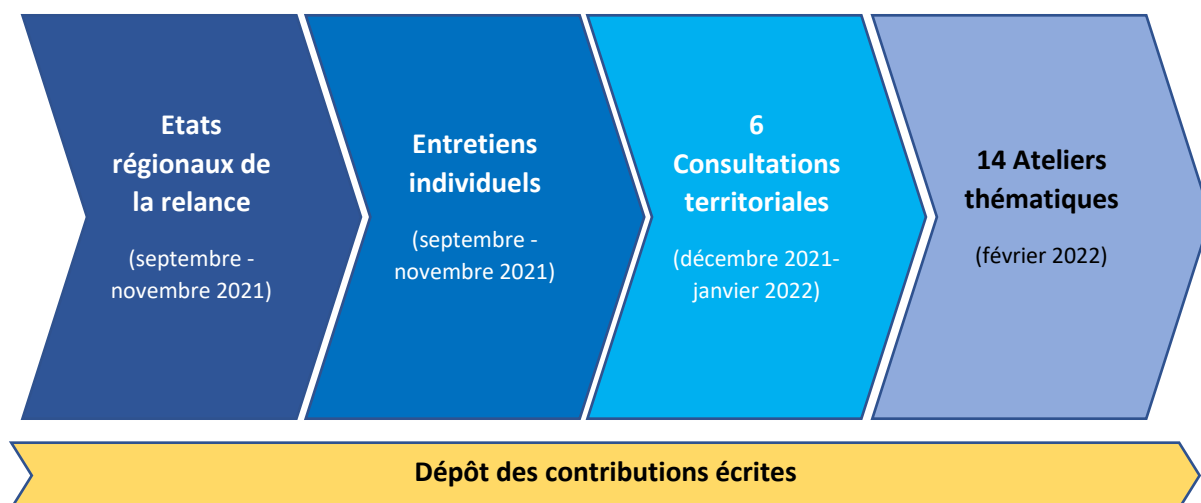 Etats
régionaux de
la relance
(septembre -
novembre 2021)
Entretiens
individuels
(septembre -
novembre 2021)
6
Consultations
territoriales
(décembre 2021-
janvier 2022)
14 Ateliers
thématiques
(février 2022)
Dépôt des contributions écrites